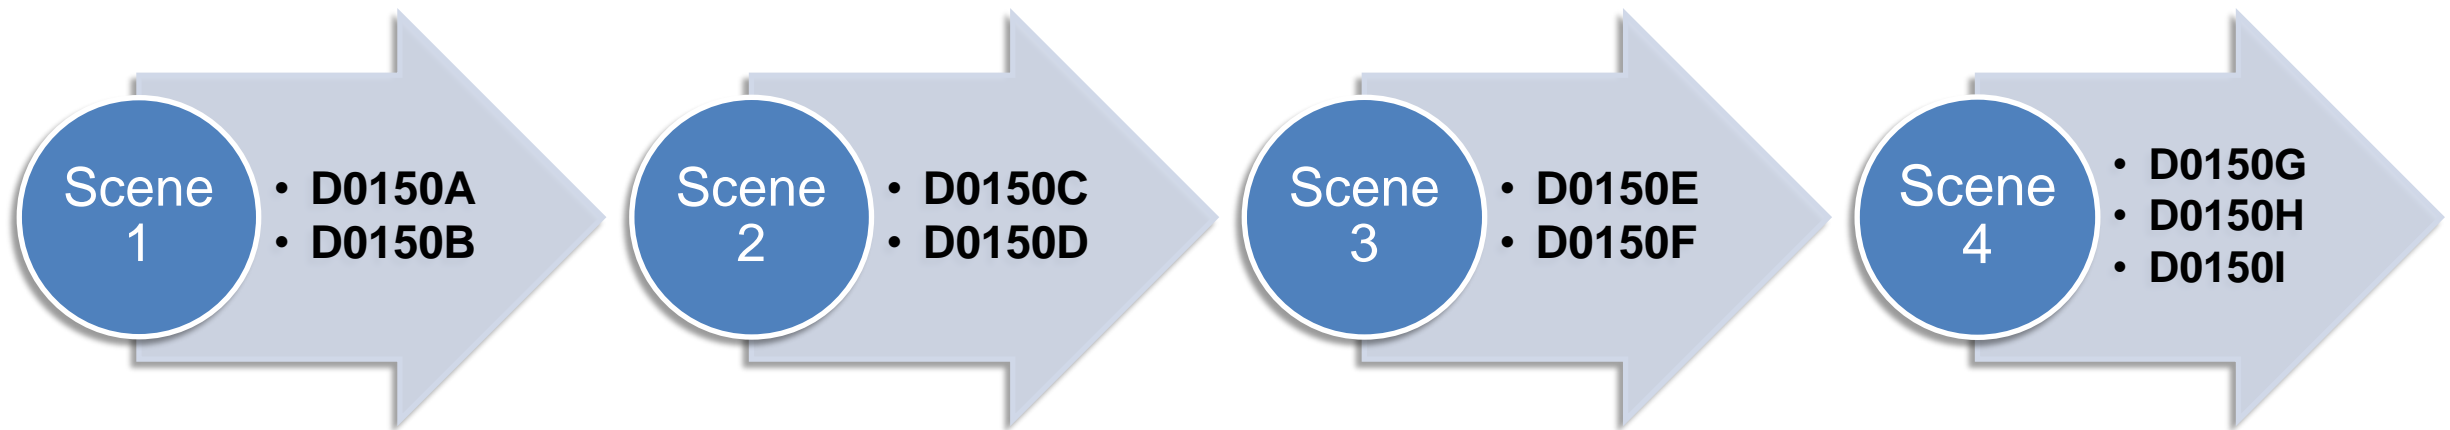 Scene
1
• D0150A
• D0150B
Scene
2
• D0150C
• D0150D
Scene
3
• D0150E
• D0150F
Scene
4
• D0150G
• D0150H
• D0150I